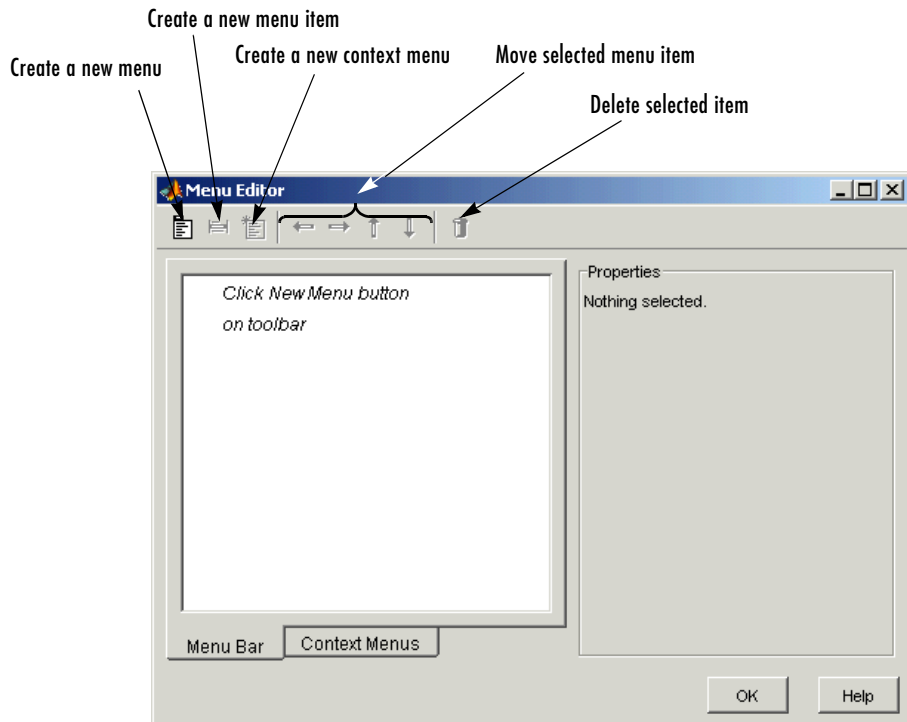 Create a new menu item
Create a new menu
Create a new context menu
Move selected menu item
Delete selected item
Menu Editor
Click New Menu button
on toolbar
Properties
Nothing selected.
Menu Bar
Context Menus
OK
Help